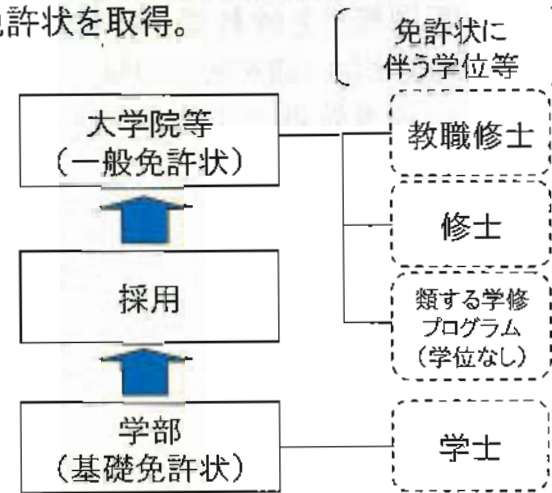 免許状を取得。
免許状に
伴う学位等
大学院等
（一般免許状）
教職修士
修士
採用
類する学修
プログラム
（学位なし）
学部
（基礎免許状）
学士